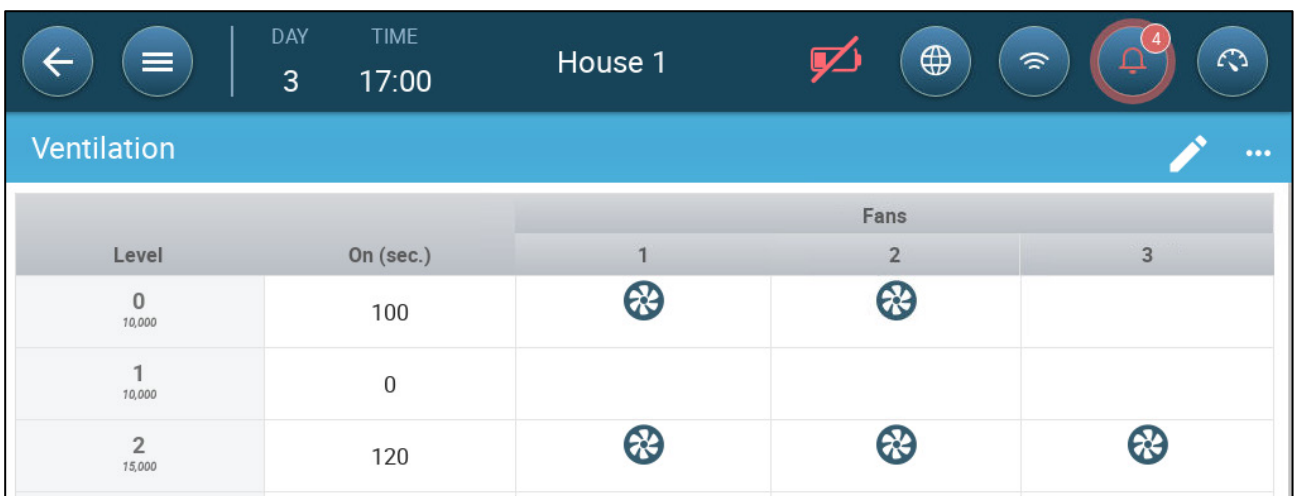 DAY TIME
3 17:00 House 1 4
Ventilation
Fans
Level On (sec.) 1 2 3
0
10,000 100
1
10,000 0
2
15,000 120